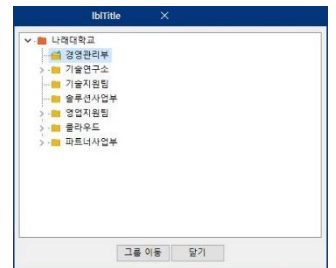 lblTitle
나래대학교
경영관리부
기술연구소
기술지원팀
솔루션사업부
영업지원팀
클라우드
파트너사업부
그룹 이동 닫기